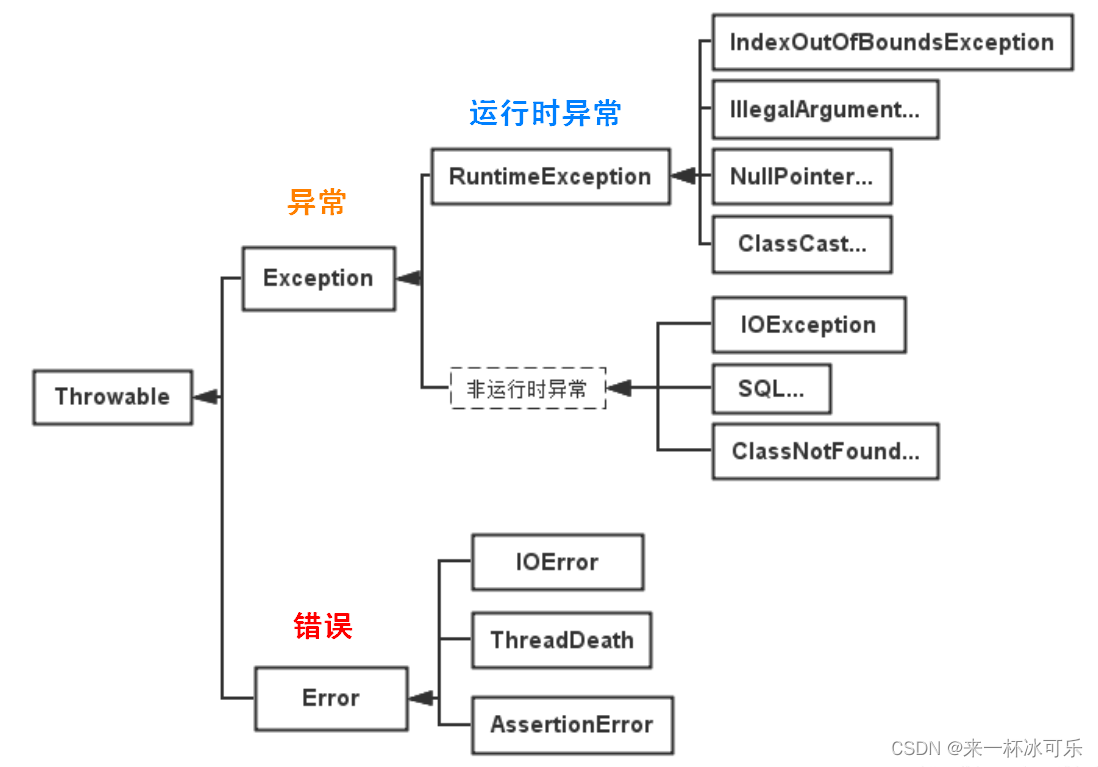 IndexOutOfBoundsException
运行时异常
IllegalArgument...
RuntimeException
NullPointer...
异常
ClassCast...
Exception
IOException
Throwable
非运行时异常
SQL...
ClassNotFound...
IOError
错误
ThreadDeath
Error
AssertionError
CSDN @来一杯冰可乐